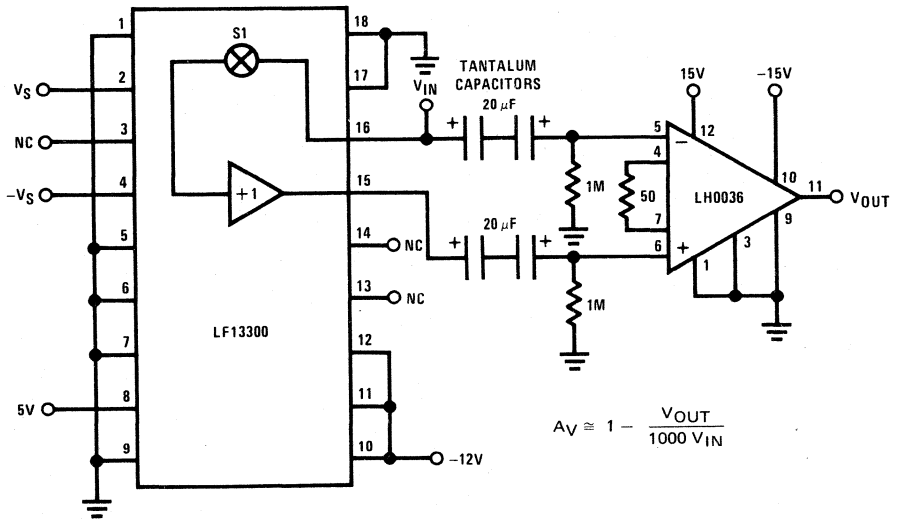 1
18
S1
17
TANTALUM
CAPACITORS
2
VS
VIN
15V
-15V
20 µF
3
NC
16
+
+
5
12
−
4
4
-VS
+1
15
1M
50
LH0036
10
11
VOUT
9
7
14
NC
20 µF
+
+
6
+
1
3
5
13
NC
6
1M
LF13300
7
12
8
5V
11
AV ≅ 1 − VOUT / 1000 VIN
9
10
-12V